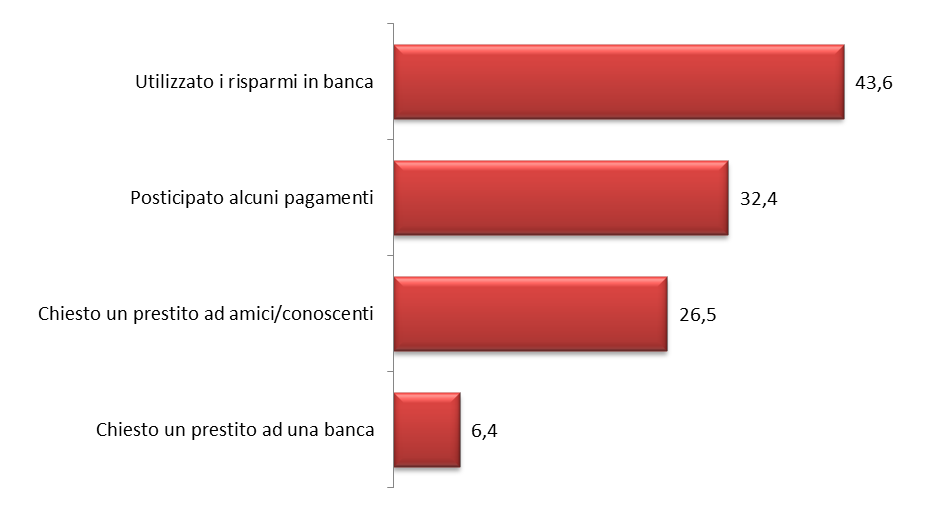 Utilizzato i risparmi in banca 43,6
Posticipato alcuni pagamenti 32,4
Chiesto un prestito ad amici/conoscenti 26,5
Chiesto un prestito ad una banca 6,4